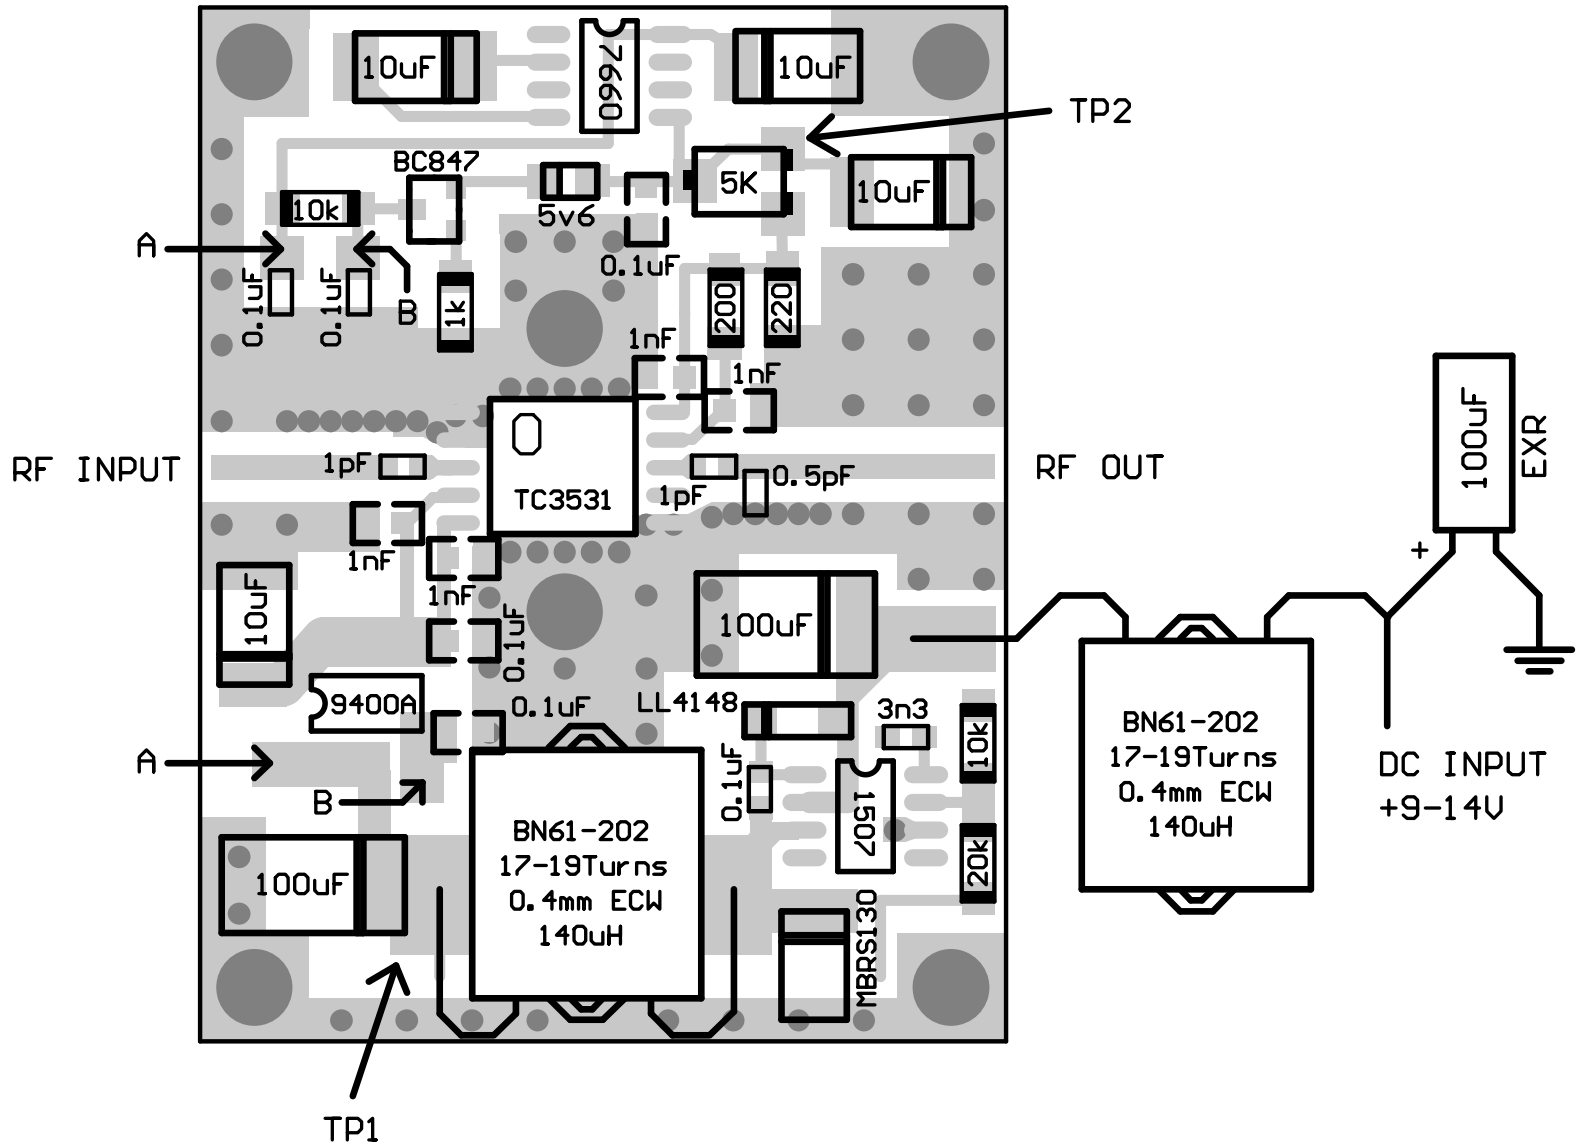 10uF
7660
10uF
TP2
BC847
10k
5v6
5K
10uF
A
0.1uF
0.1uF
B
1k
0.1uF
200
220
1nF
1nF
RF INPUT
1pF
TC3531
1pF
0.5pF
RF OUT
100uF
EXR
+
1nF
1nF
10uF
0.1uF
100uF
9400A
0.1uF
LL4148
3n3
10k
A
B
0.1uF
1507
20k
BN61-202
17-19Turns
0.4mm ECW
140uH
BN61-202
17-19Turns
0.4mm ECW
140uH
DC INPUT
+9-14V
100uF
MBRS130
TP1